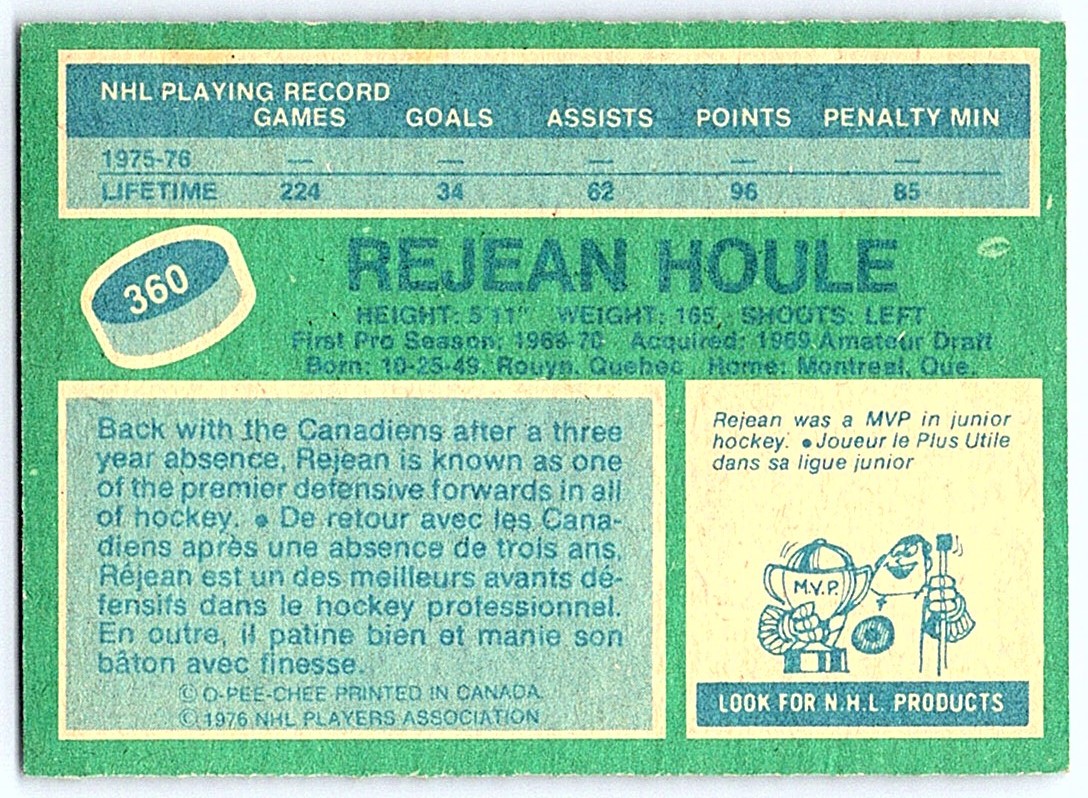 NHL PLAYING RECORD
GAMES GOALS ASSISTS POINTS PENALTY MIN
1975-76 — — — — —
LIFETIME 224 34 62 96 85
360
REJEAN HOULE
HEIGHT: 5'11" WEIGHT: 165 SHOOTS: LEFT
First Pro Season: 1969-70 Acquired: 1969 Amateur Draft
Born: 10-25-49, Rouyn, Quebec Home: Montreal, Que.
Back with the Canadiens after a three
year absence, Rejean is known as one
of the premier defensive forwards in all
of hockey. • De retour avec les Cana-
diens après une absence de trois ans,
Réjean est un des meilleurs avants dé-
fensifs dans le hockey professionnel.
En outre, il patine bien et manie son
bâton avec finesse.
© O-PEE-CHEE PRINTED IN CANADA
© 1976 NHL PLAYERS ASSOCIATION
Rejean was a MVP in junior
hockey. • Joueur le Plus Utile
dans sa ligue junior
M.V.P.
LOOK FOR N.H.L. PRODUCTS